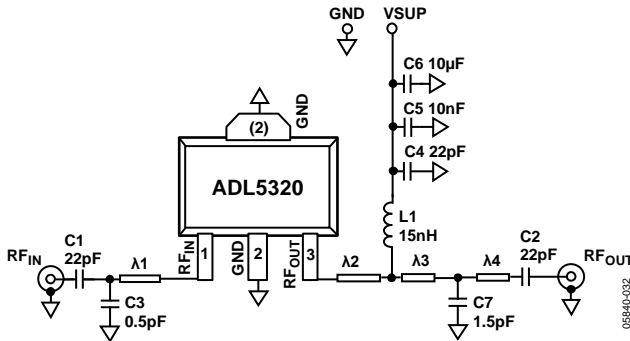 GND
VSUP
C6 10µF
C5 10nF
C4 22pF
L1
15nH
(2)
GND
ADL5320
RFIN
C1
22pF
λ1
C3
0.5pF
RFIN
1
GND
2
RFOUT
3
λ2
λ3
λ4
C7
1.5pF
C2
22pF
RFOUT
05840-032